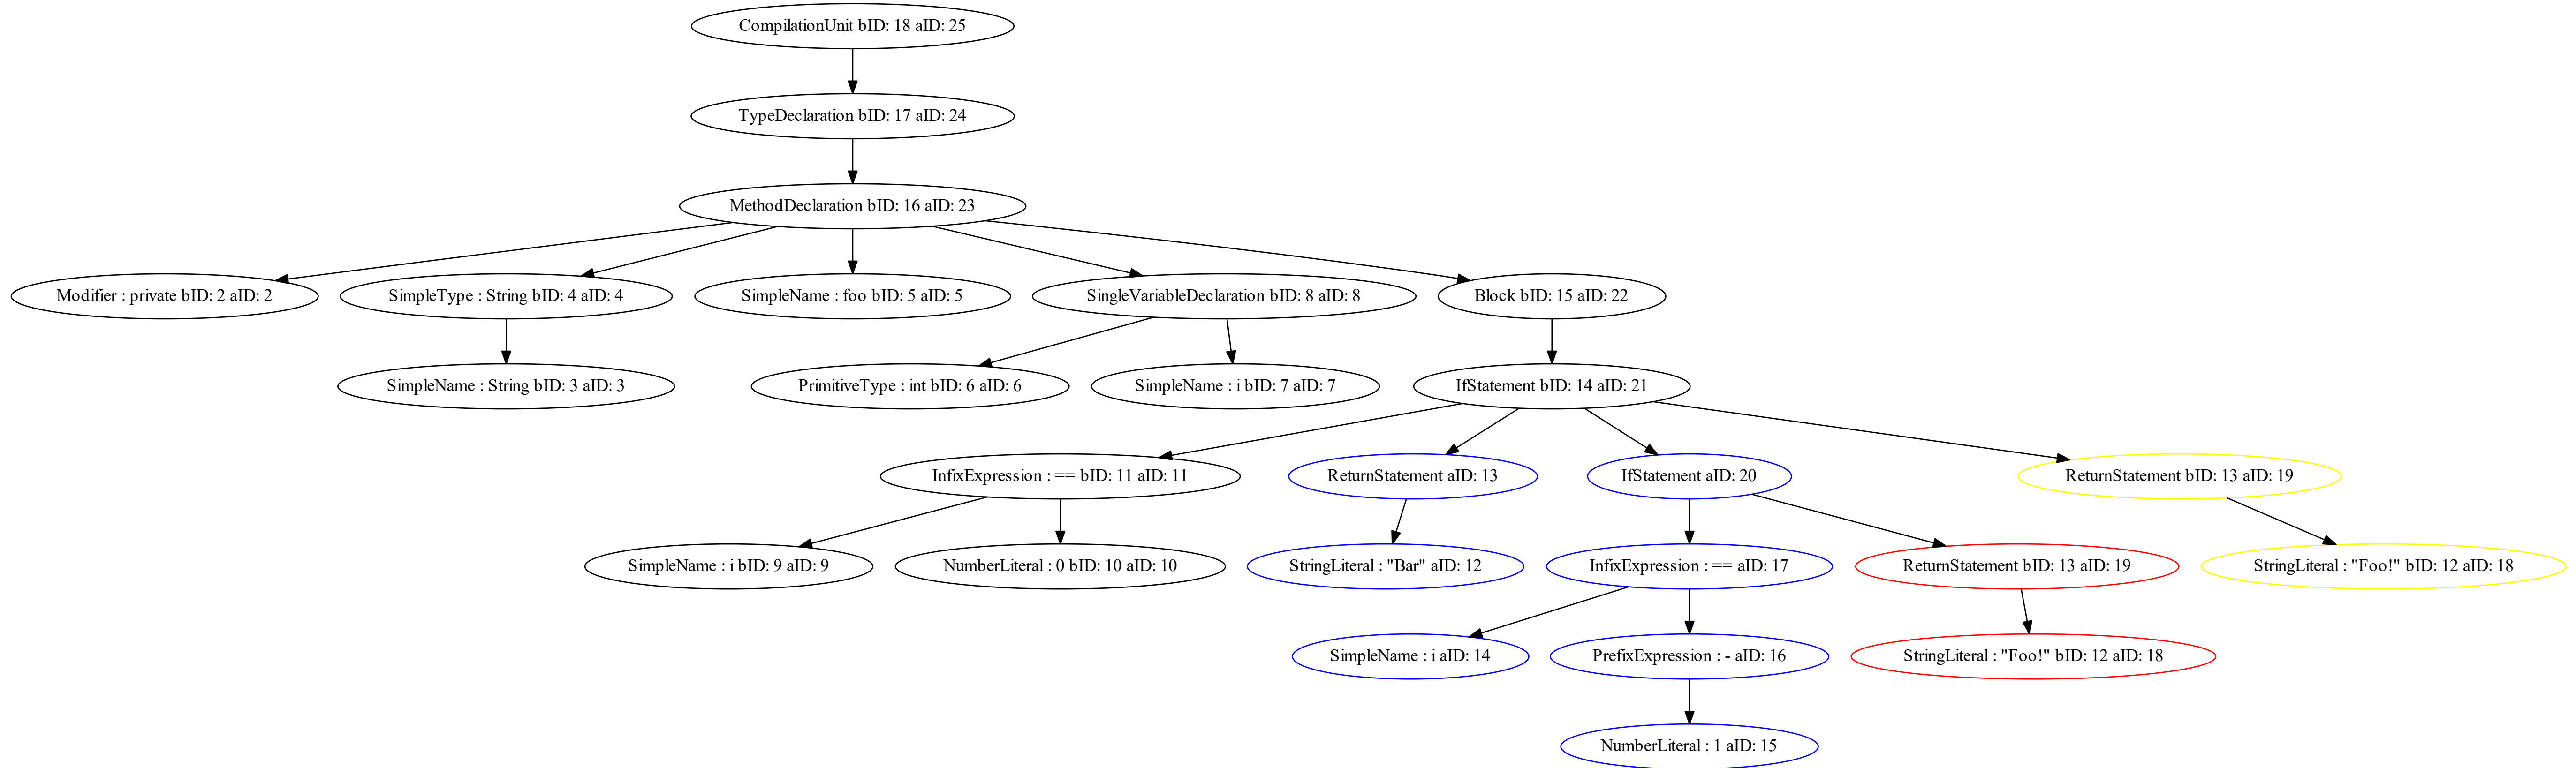 CompilationUnit bID: 18 aID: 25
TypeDeclaration bID: 17 aID: 24
MethodDeclaration bID: 16 aID: 23
Modifier : private bID: 2 aID: 2
SimpleType : String bID: 4 aID: 4
SimpleName : foo bID: 5 aID: 5
SingleVariableDeclaration bID: 8 aID: 8
Block bID: 15 aID: 22
SimpleName : String bID: 3 aID: 3
PrimitiveType : int bID: 6 aID: 6
SimpleName : i bID: 7 aID: 7
IfStatement bID: 14 aID: 21
InfixExpression : == bID: 11 aID: 11
ReturnStatement aID: 13
IfStatement aID: 20
ReturnStatement bID: 13 aID: 19
SimpleName : i bID: 9 aID: 9
NumberLiteral : 0 bID: 10 aID: 10
StringLiteral : "Bar" aID: 12
InfixExpression : == aID: 17
ReturnStatement bID: 13 aID: 19
StringLiteral : "Foo!" bID: 12 aID: 18
SimpleName : i aID: 14
PrefixExpression : - aID: 16
StringLiteral : "Foo!" bID: 12 aID: 18
NumberLiteral : 1 aID: 15